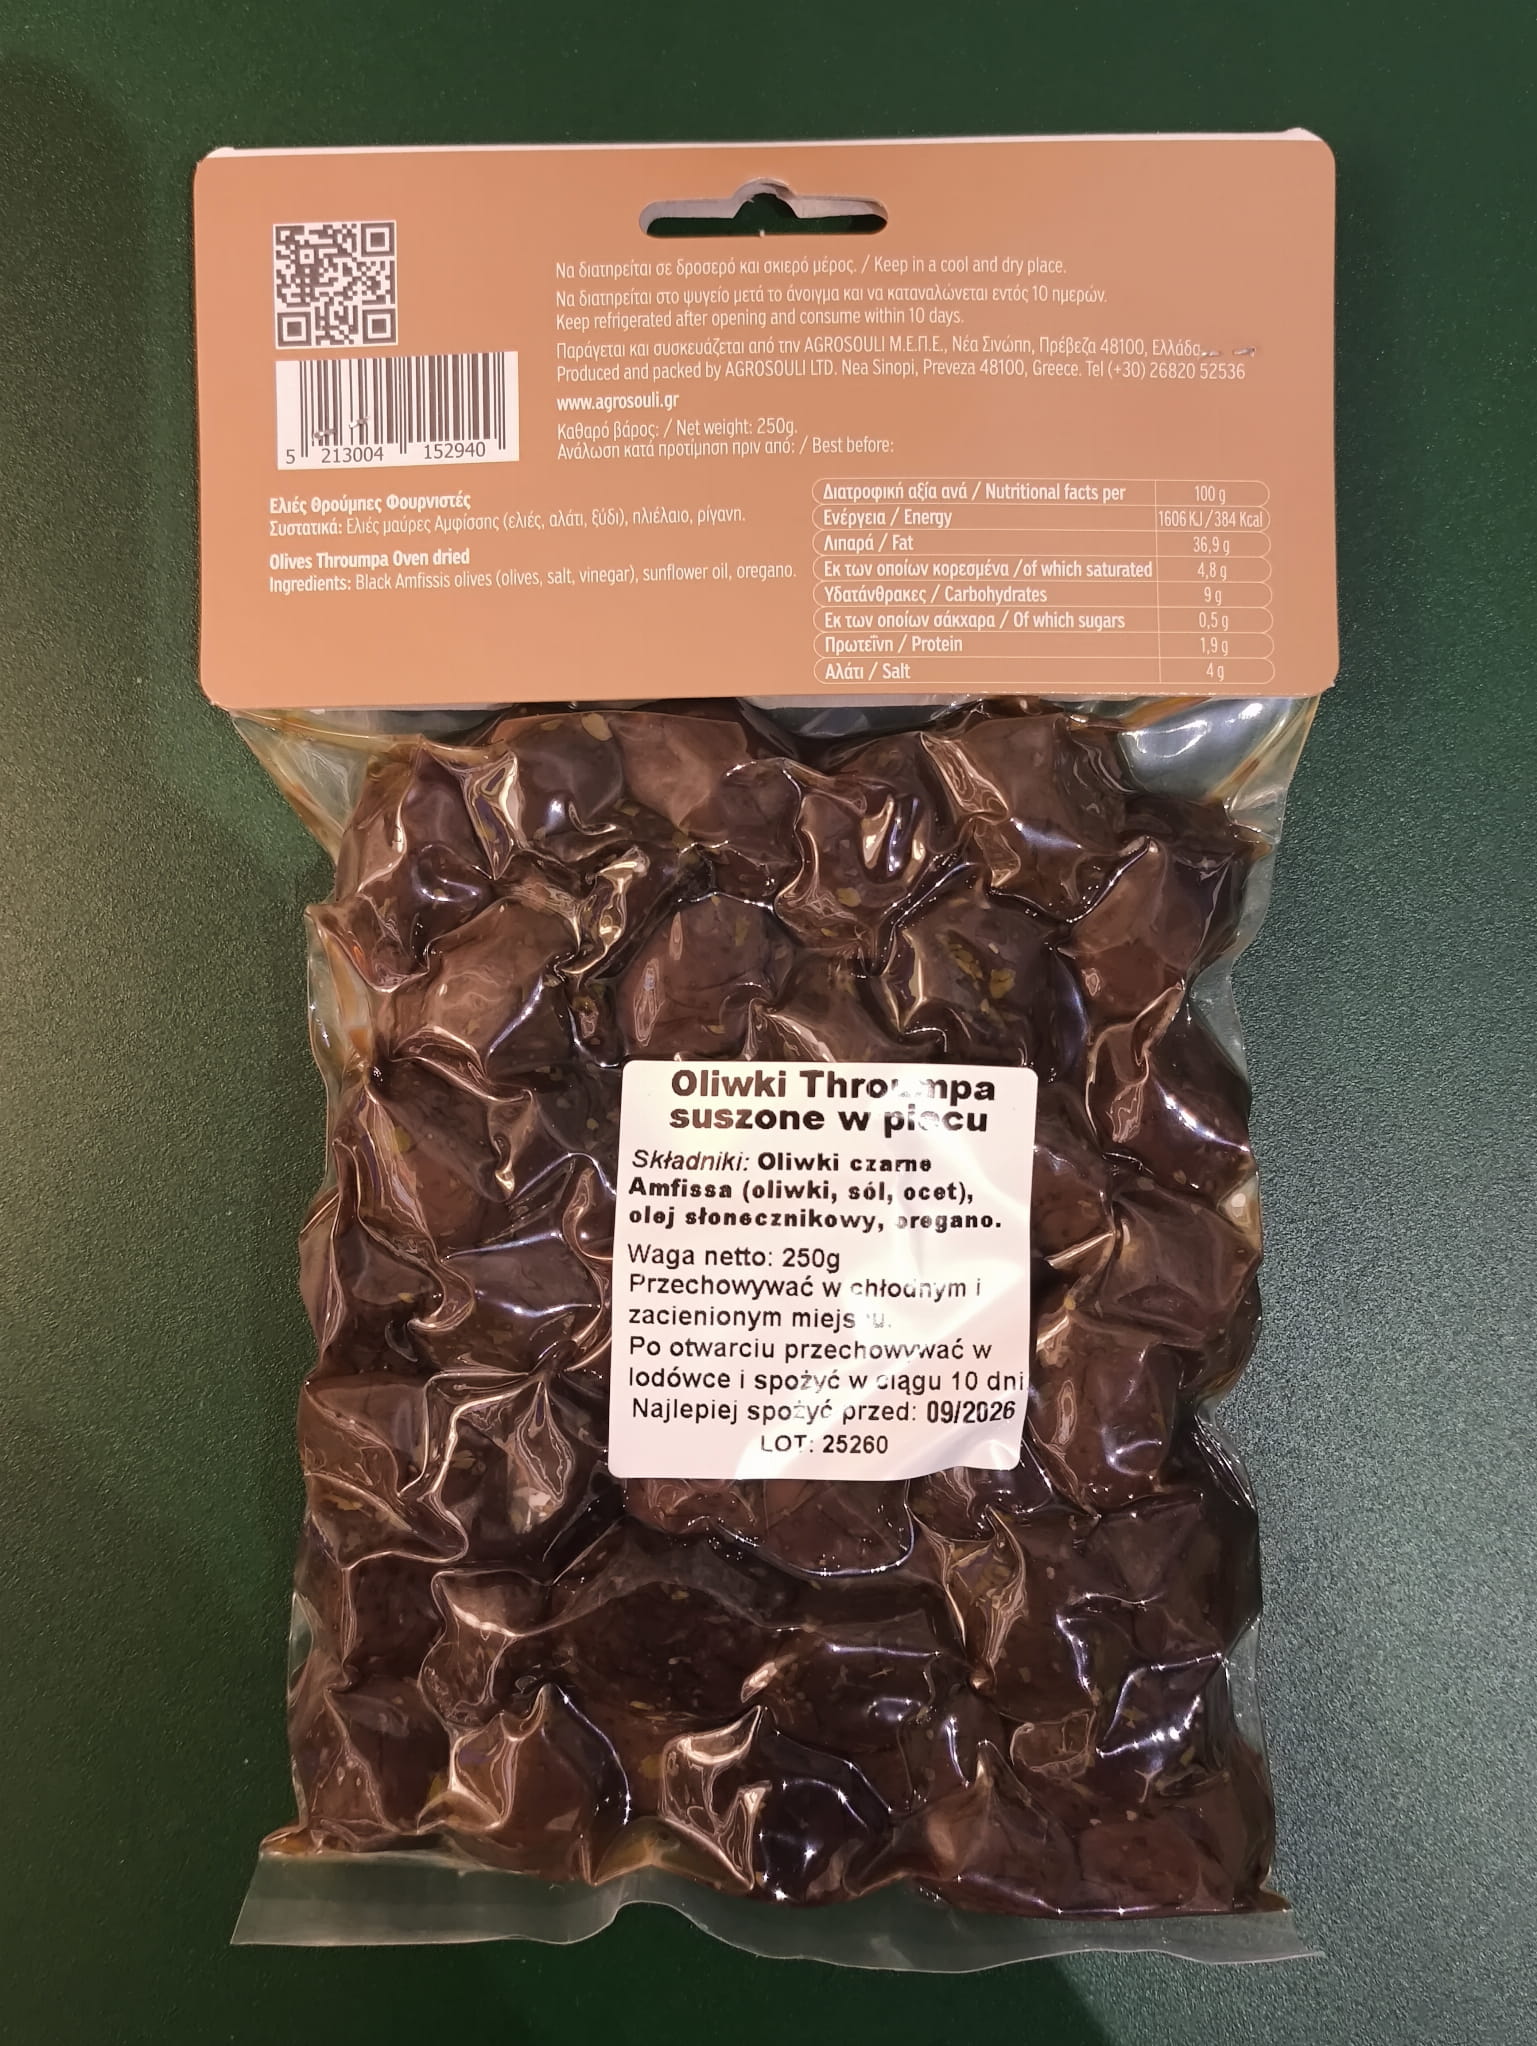 Να διατηρείται σε δροσερό και σκιερό μέρος. / Keep in a cool and dry place.
Να διατηρείται στο ψυγείο μετά το άνοιγμα και να καταναλώνεται εντός 10 ημερών.
Keep refrigerated after opening and consume within 10 days.
Παράγεται και συσκευάζεται από την AGROSOULI Μ.Ε.Π.Ε., Νέα Σινώπη, Πρέβεζα 48100, Ελλάδα
Produced and packed by AGROSOULI LTD. Nea Sinopi, Preveza 48100, Greece. Tel (+30) 26820 52536
www.agrosouli.gr
Καθαρό βάρος: / Net weight: 250g.
Ανάλωση κατά προτίμηση πριν από: / Best before:
5 213004 152940
Ελιές Θρούμπες Φουρνιστές
Συστατικά: Ελιές μαύρες Αμφίσσης (ελιές, αλάτι, ξύδι), ηλιέλαιο, ρίγανη.
Olives Throumpa Oven dried
Ingredients: Black Amfissis olives (olives, salt, vinegar), sunflower oil, oregano.
Διατροφική αξία ανά / Nutritional facts per 100 g
Ενέργεια / Energy 1606 KJ / 384 Kcal
Λιπαρά / Fat 36,9 g
Εκ των οποίων κορεσμένα /of which saturated 4,8 g
Υδατάνθρακες / Carbohydrates 9 g
Εκ των οποίων σάκχαρα / Of which sugars 0,5 g
Πρωτεΐνη / Protein 1,9 g
Αλάτι / Salt 4 g
Oliwki Throumpa
suszone w piecu
Składniki: Oliwki czarne
Amfissa (oliwki, sól, ocet),
olej słonecznikowy, oregano.
Waga netto: 250g
Przechowywać w chłodnym i
zacienionym miejscu.
Po otwarciu przechowywać w
lodówce i spożyć w ciągu 10 dni
Najlepiej spożyć przed: 09/2026
LOT: 25260